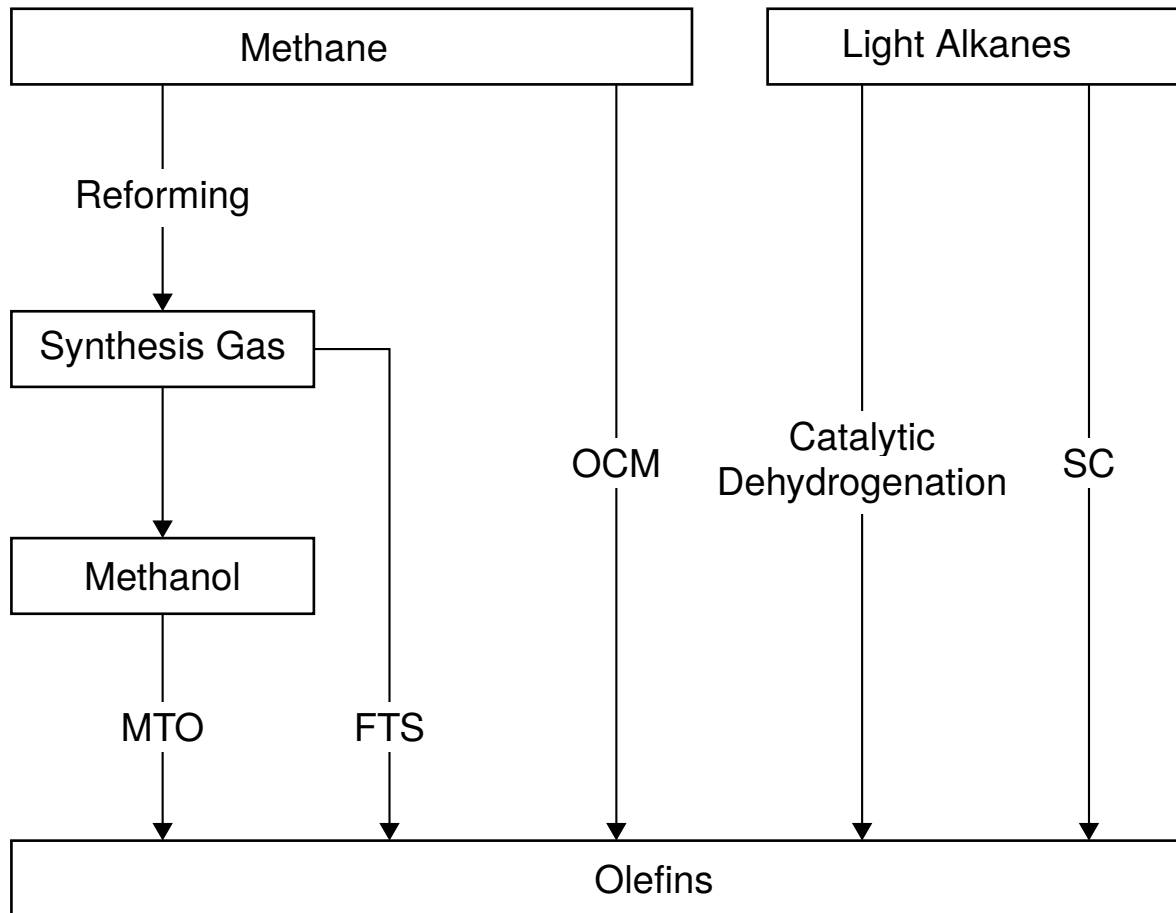 Methane
Light Alkanes
Reforming
Synthesis Gas
OCM
Catalytic
Dehydrogenation
SC
Methanol
MTO
FTS
Olefins